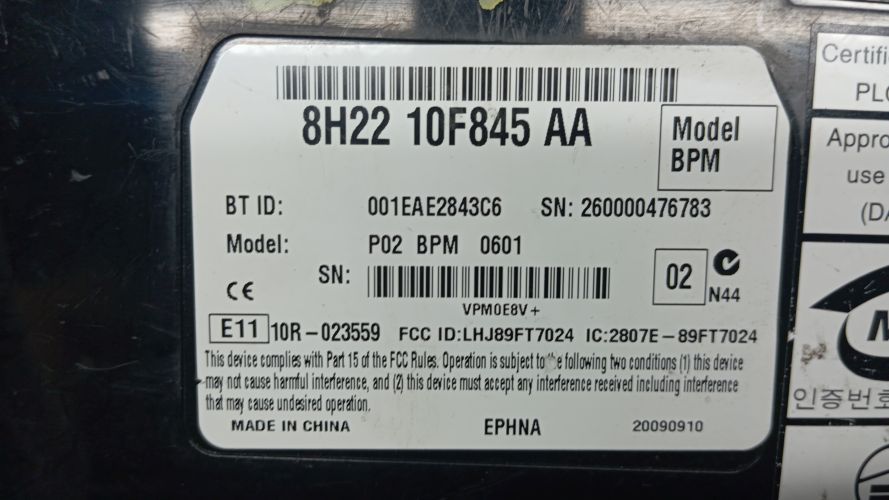 8H22 10F845 AA
Model
BPM
BT ID: 001EAE2843C6 SN: 260000476783
Model: P02 BPM 0601
SN:
VPM0E8V+
02
N44
CE
E11 10R-023559 FCC ID:LHJ89FT7024 IC:2807E-89FT7024
This device complies with Part 15 of the FCC Rules. Operation is subject to the following two conditions (1) this device
may not cause harmful interference, and (2) this device must accept any interference received including interference
that may cause undesired operation.
MADE IN CHINA EPHNA 20090910
Certifi
PLC
Appro
use
(DA
인증번호